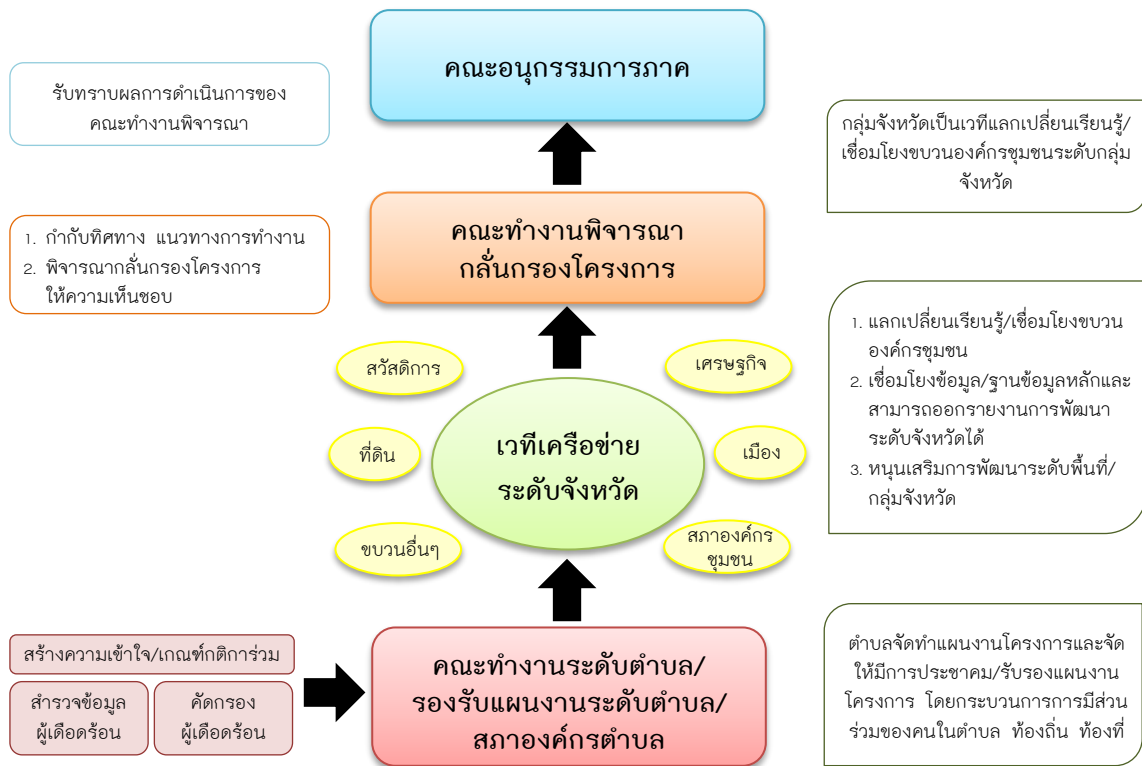 คณะอนุกรรมการภาค
รับทราบผลการดำเนินการของ
คณะทำงานพิจารณา
กลุ่มจังหวัดเป็นเวทีแลกเปลี่ยนเรียนรู้/
เชื่อมโยงขบวนองค์กรชุมชนระดับกลุ่ม
จังหวัด
คณะทำงานพิจารณา
กลั่นกรองโครงการ
1. กำกับทิศทาง แนวทางการทำงาน
2. พิจารณากลั่นกรองโครงการ
ให้ความเห็นชอบ
1. แลกเปลี่ยนเรียนรู้/เชื่อมโยงขบวน
องค์กรชุมชน
2. เชื่อมโยงข้อมูล/ฐานข้อมูลหลักและ
สามารถออกรายงานการพัฒนา
ระดับจังหวัดได้
3. หนุนเสริมการพัฒนาระดับพื้นที่/
กลุ่มจังหวัด
สวัสดิการ
เศรษฐกิจ
ที่ดิน
เวทีเครือข่าย
ระดับจังหวัด
เมือง
ขบวนอื่นๆ
สภาองค์กร
ชุมชน
สร้างความเข้าใจ/เกณฑ์กติการ่วม
สำรวจข้อมูล
ผู้เดือดร้อน
คัดกรอง
ผู้เดือดร้อน
คณะทำงานระดับตำบล/
รองรับแผนงานระดับตำบล/
สภาองค์กรตำบล
ตำบลจัดทำแผนงานโครงการและจัด
ให้มีการประชาคม/รับรองแผนงาน
โครงการ โดยกระบวนการการมีส่วน
ร่วมของคนในตำบล ท้องถิ่น ท้องที่